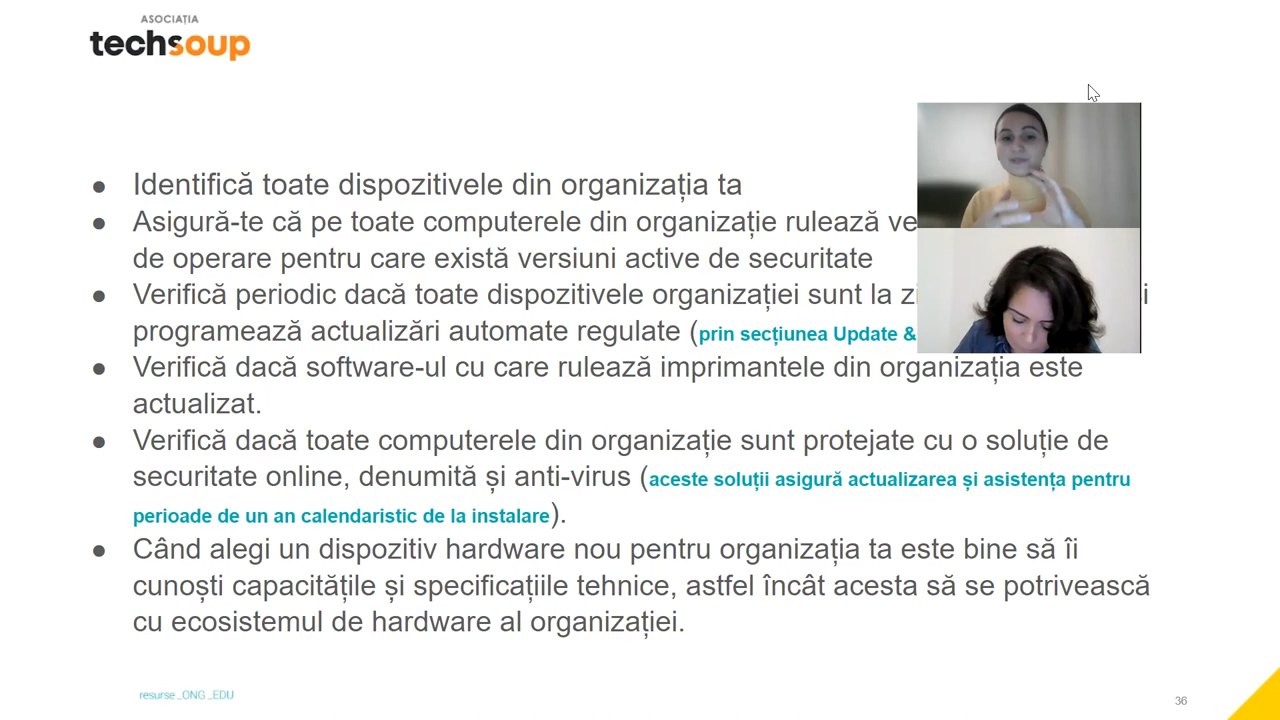 ASOCIAȚIA
techsoup
● Identifică toate dispozitivele din organizația ta
● Asigură-te că pe toate computerele din organizație rulează
de operare pentru care există versiuni active de securitate
● Verifică periodic dacă toate dispozitivele organizației sunt la
programează actualizări automate regulate (prin secțiunea Update &
● Verifică dacă software-ul cu care rulează imprimantele din organizația este
actualizat.
● Verifică dacă toate computerele din organizație sunt protejate cu o soluție de
securitate online, denumită și anti-virus (aceste soluții asigură actualizarea și asistența pentru
perioade de un an calendaristic de la instalare).
● Când alegi un dispozitiv hardware nou pentru organizația ta este bine să îi
cunoști capacitățile și specificațiile tehnice, astfel încât acesta să se potrivească
cu ecosistemul de hardware al organizației.
resurse_ONG_EDU
36